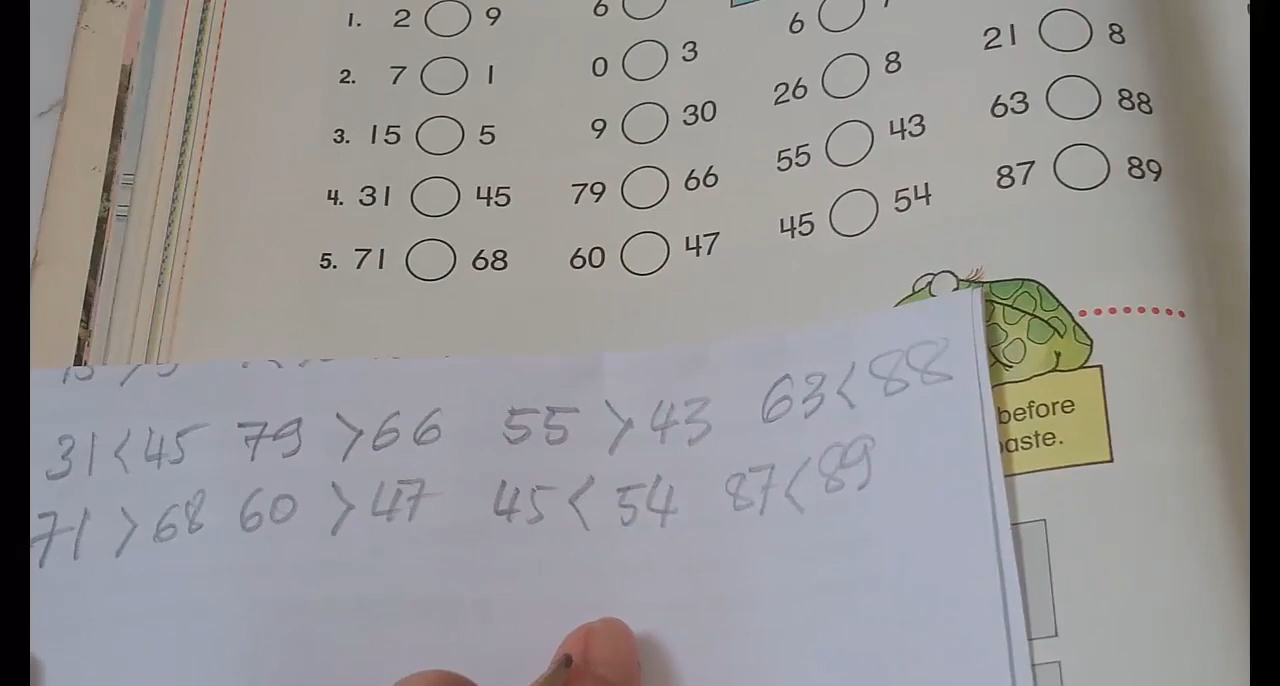 1. 2 ◯ 9 6 ◯ 6 ◯
2. 7 ◯ 1 0 ◯ 3 26 ◯ 8 21 ◯ 8
3. 15 ◯ 5 9 ◯ 30 55 ◯ 43 63 ◯ 88
4. 31 ◯ 45 79 ◯ 66 45 ◯ 54 87 ◯ 89
5. 71 ◯ 68 60 ◯ 47
31 < 45 79 > 66 55 > 43 63 < 88
71 > 68 60 > 47 45 < 54 87 < 89
before